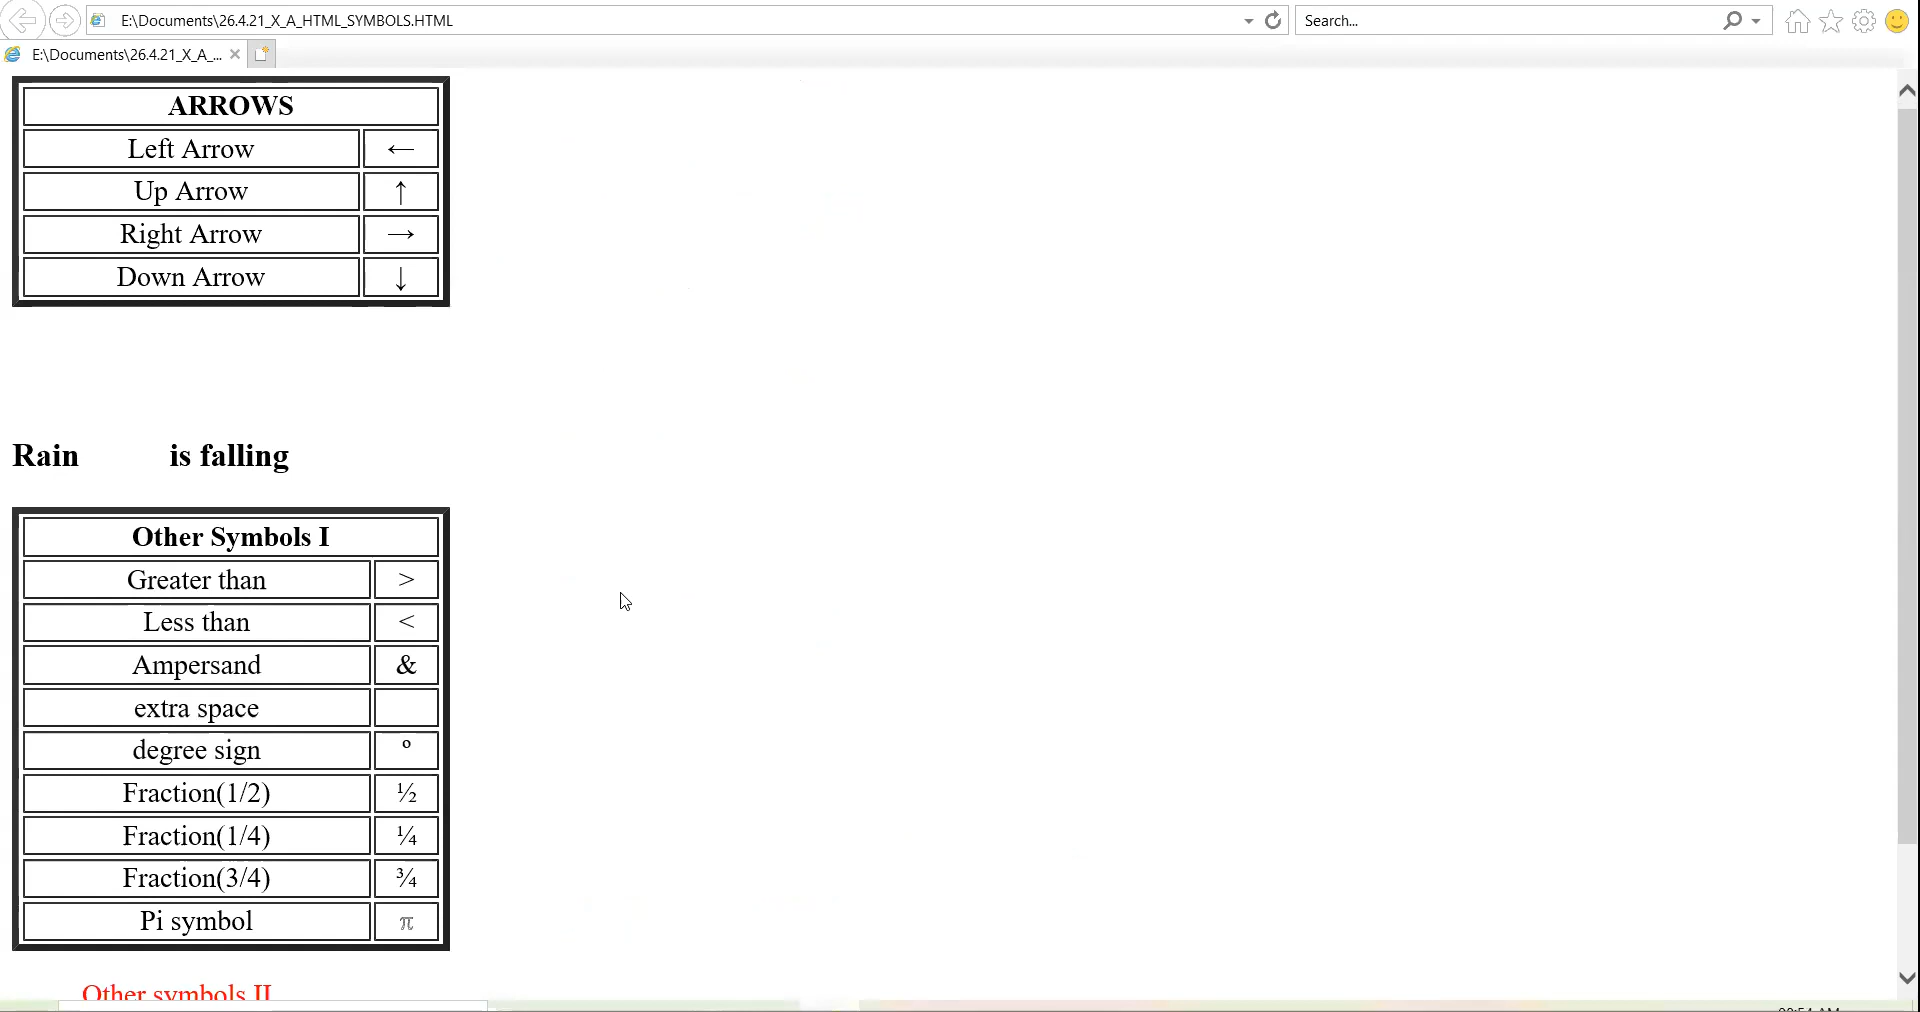 E:\Documents\26.4.21_X_A_HTML_SYMBOLS.HTML
Search...
E:\Documents\26.4.21_X_A_...
ARROWS
Left Arrow ←
Up Arrow ↑
Right Arrow →
Down Arrow ↓
Rain is falling
Other Symbols I
Greater than >
Less than <
Ampersand &
extra space
degree sign º
Fraction(1/2) ½
Fraction(1/4) ¼
Fraction(3/4) ¾
Pi symbol ℼ
Other symbols II